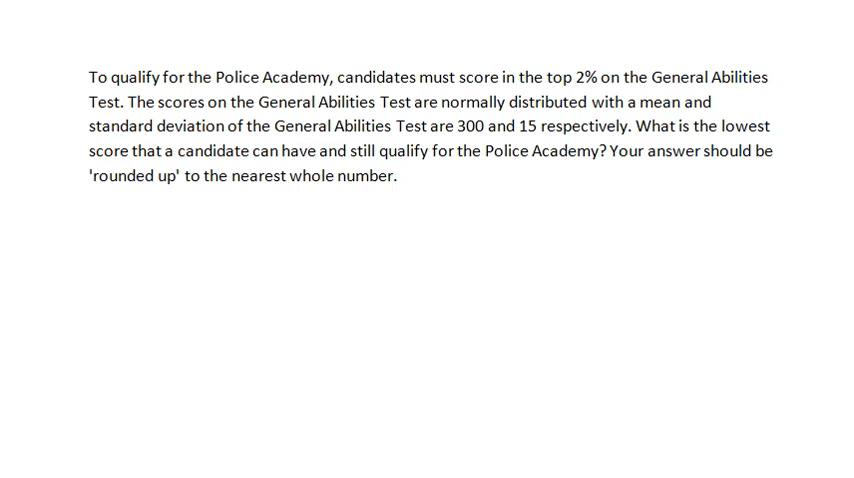 To qualify for the Police Academy, candidates must score in the top 2% on the General Abilities
Test. The scores on the General Abilities Test are normally distributed with a mean and
standard deviation of the General Abilities Test are 300 and 15 respectively. What is the lowest
score that a candidate can have and still qualify for the Police Academy? Your answer should be
'rounded up' to the nearest whole number.